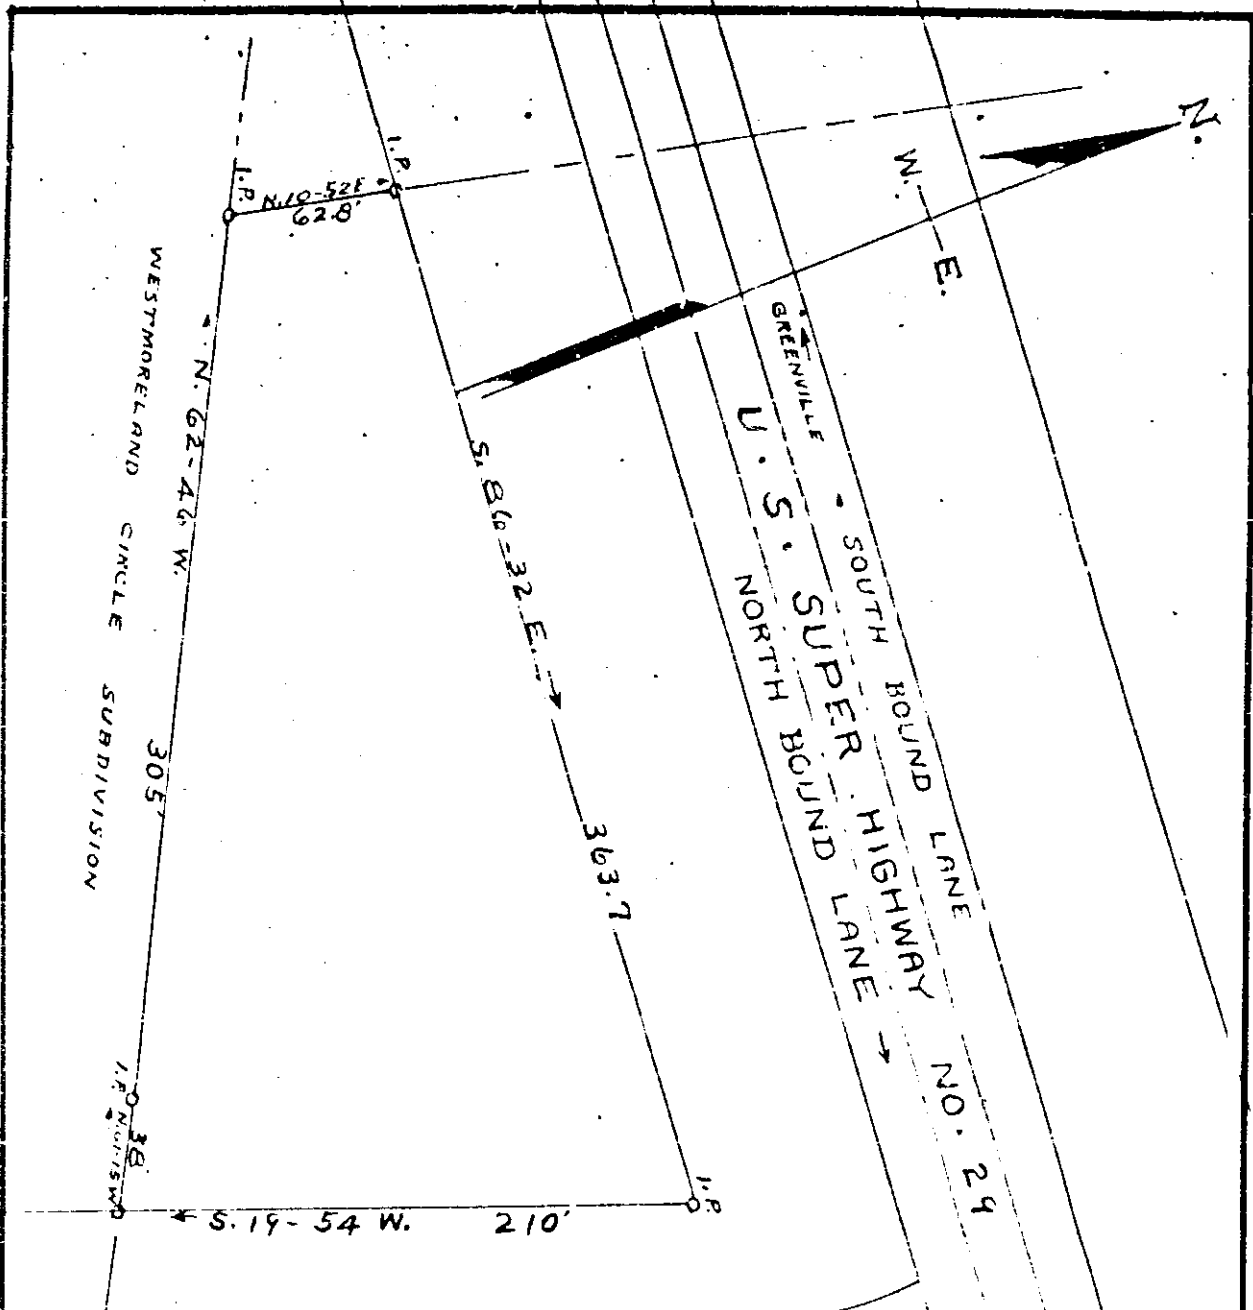 N.
W.
E.
I.P.
I.P.
N.10-52E
62.8'
GREENVILLE
SOUTH BOUND LANE
U.S. SUPER HIGHWAY NO. 29
NORTH BOUND LANE
S. 86-32 E.
363.7
N. 62-46 W.
305'
WESTMORELAND CIRCLE SUBDIVISION
I.P.
38
I.P.
S. 19-54 W. 210'